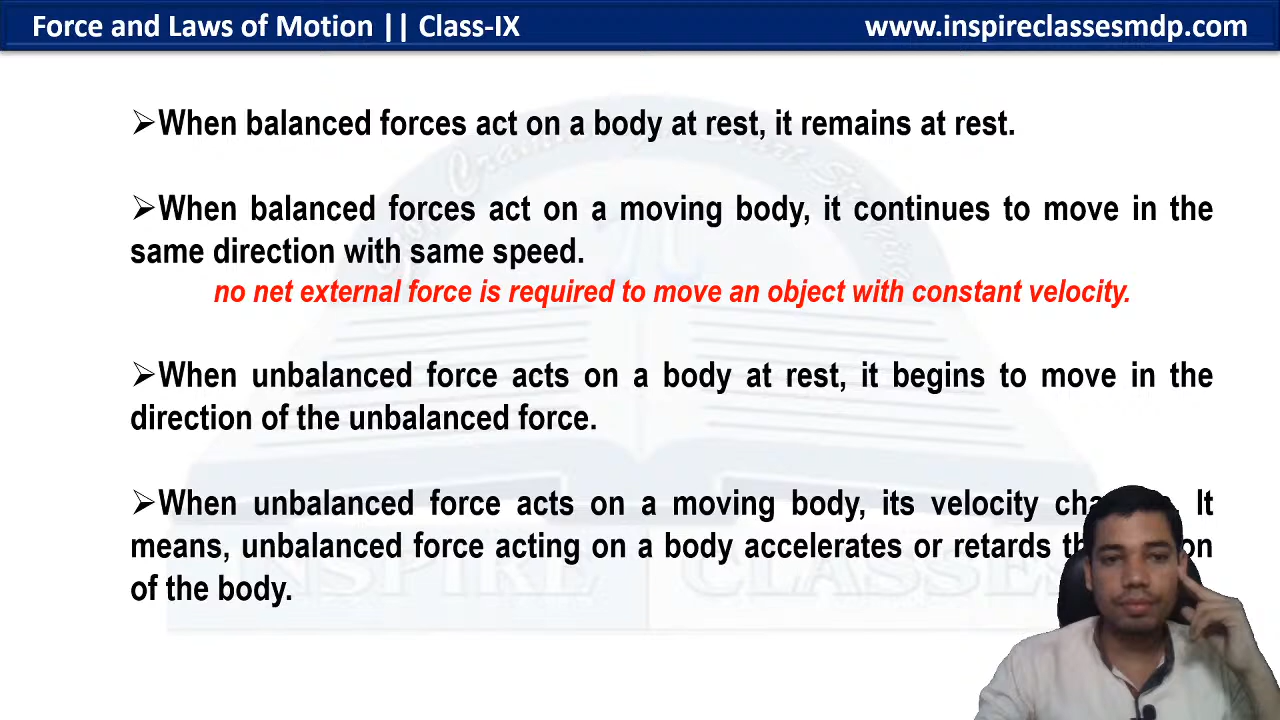 Force and Laws of Motion || Class-IX
www.inspireclassesmdp.com
➢When balanced forces act on a body at rest, it remains at rest.
➢When balanced forces act on a moving body, it continues to move in the
same direction with same speed.
no net external force is required to move an object with constant velocity.
➢When unbalanced force acts on a body at rest, it begins to move in the
direction of the unbalanced force.
➢When unbalanced force acts on a moving body, its velocity It
means, unbalanced force acting on a body accelerates or retards
of the body.
INSPIRE CLASSES